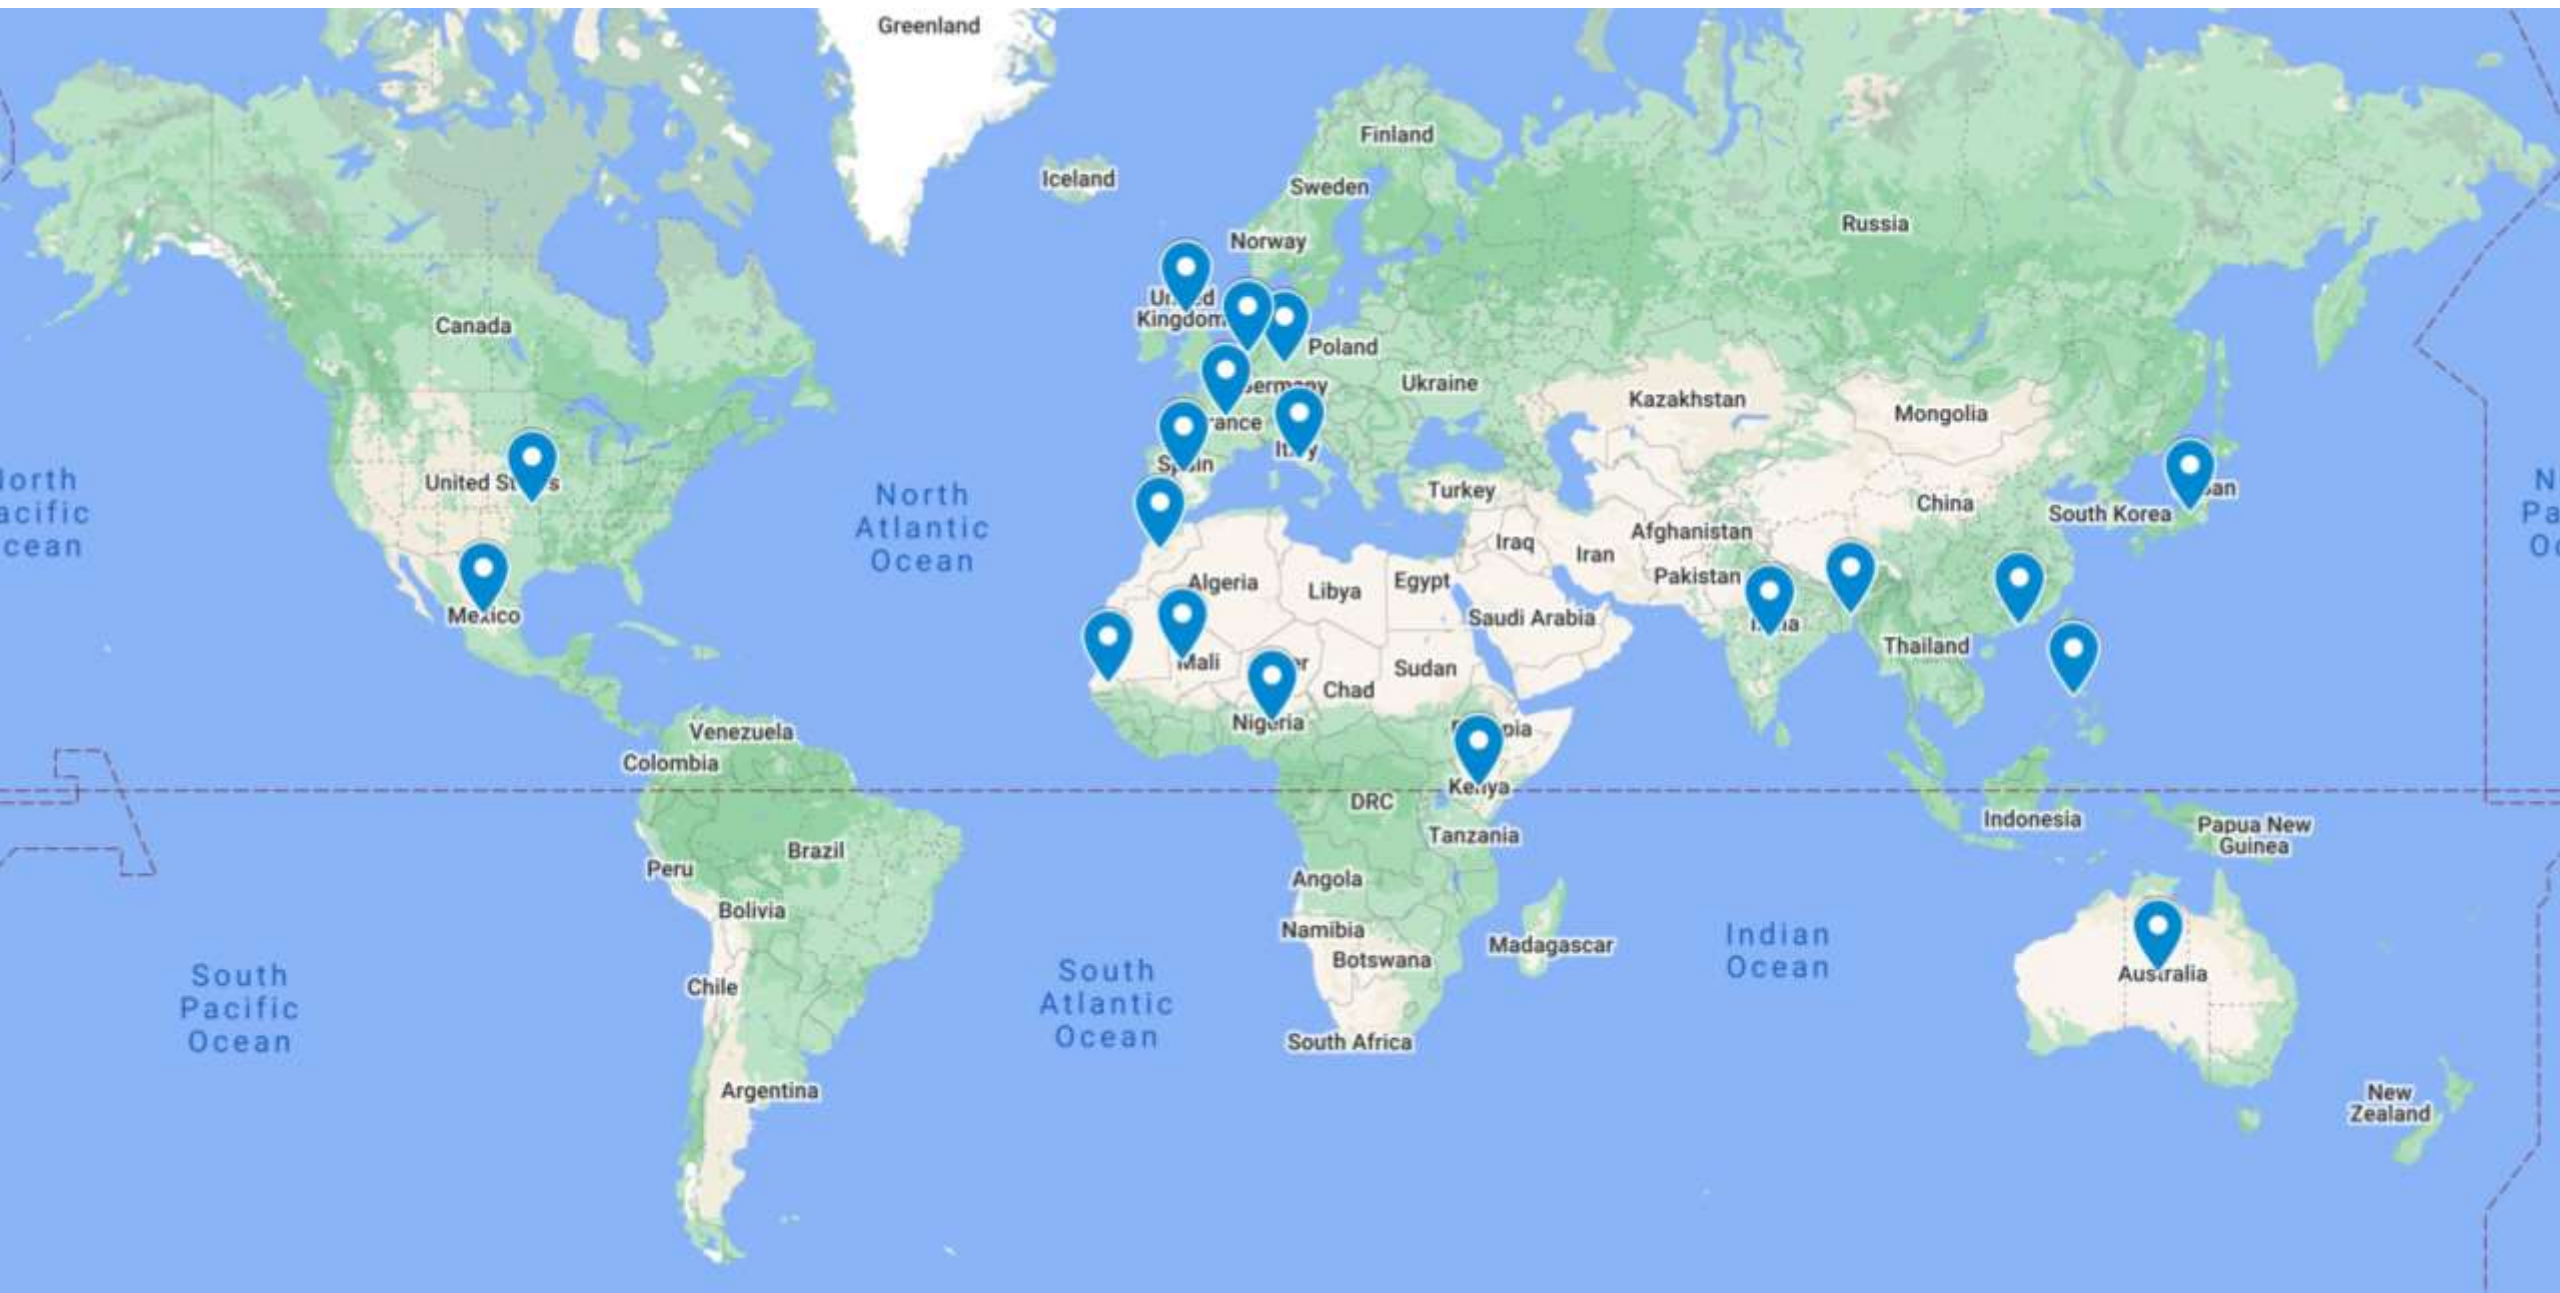 Greenland
Finland
Iceland
Sweden
Russia
Norway
Kingdom
Canada
Poland
Ukraine
Kazakhstan
Mongolia
United
North
Atlantic
Ocean
Turkey
China
South Korea
Afghanistan
Iraq
Iran
Pakistan
Algeria
Libya
Egypt
Saudi Arabia
Mexico
Mali
Thailand
Sudan
Chad
Nigeria
Venezuela
Colombia
Kenya
DRC
Indonesia
Papua New
Guinea
Tanzania
Brazil
Peru
Angola
Bolivia
Namibia
Madagascar
Indian
Ocean
Botswana
Australia
South
Pacific
Ocean
Chile
South
Atlantic
Ocean
South Africa
Argentina
New
Zealand